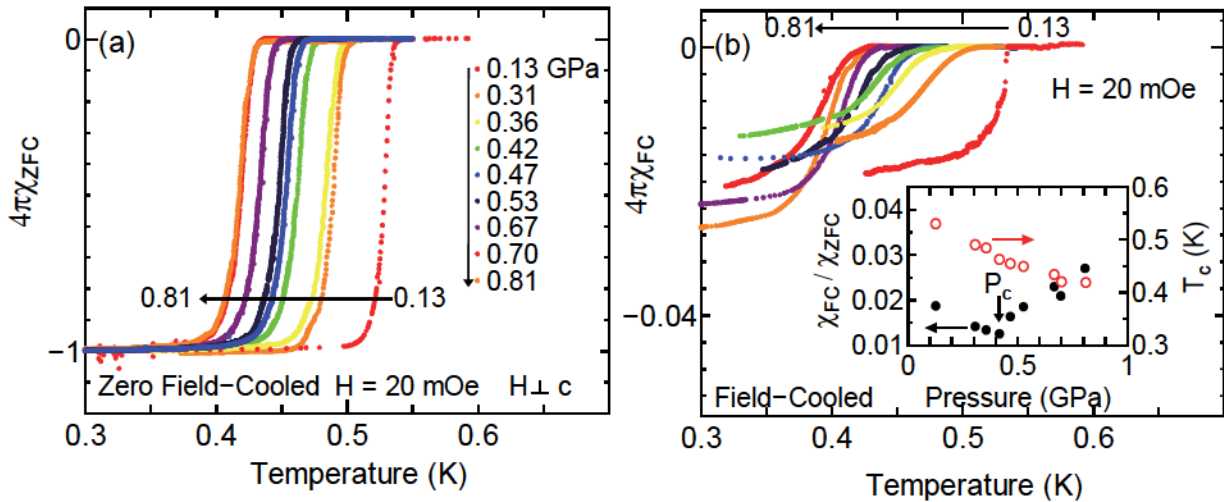 (a)
0
−1
4πχZFC
0.13 GPa
0.31
0.36
0.42
0.47
0.53
0.67
0.70
0.81
0.81
0.13
Zero Field−Cooled H = 20 mOe H⊥ c
0.3
0.4
0.5
Temperature (K)
(b)
0.81
0.13
0
−0.04
4πχFC
H = 20 mOe
0.04
0.03
0.02
0.01
χFC / χZFC
Pc
0.6
0.5
0.4
0.3
Tc (K)
0
0.5
1
Field−Cooled Pressure (GPa)
0.3
0.4
0.5
0.6
Temperature (K)